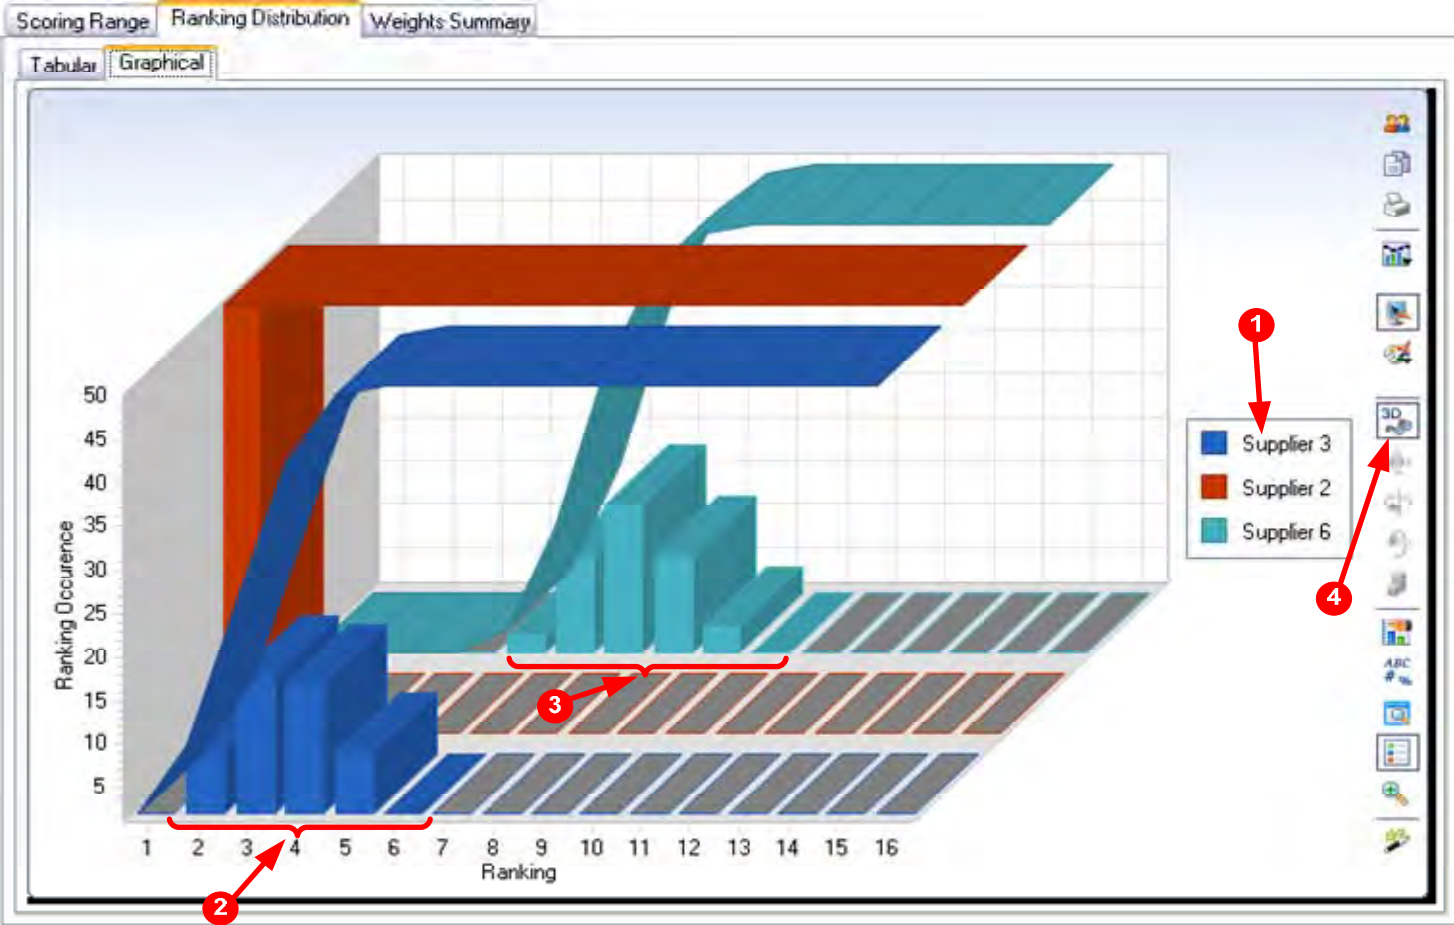 Scoring Range
Ranking Distribution
Weights Summary
Tabular
Graphical
50
45
40
35
30
25
20
15
10
5
Ranking Occurence
1 2 3 4 5 6 7 8 9 10 11 12 13 14 15 16
Ranking
Supplier 3
Supplier 2
Supplier 6
1
2
3
4
3D
ABC
#
%